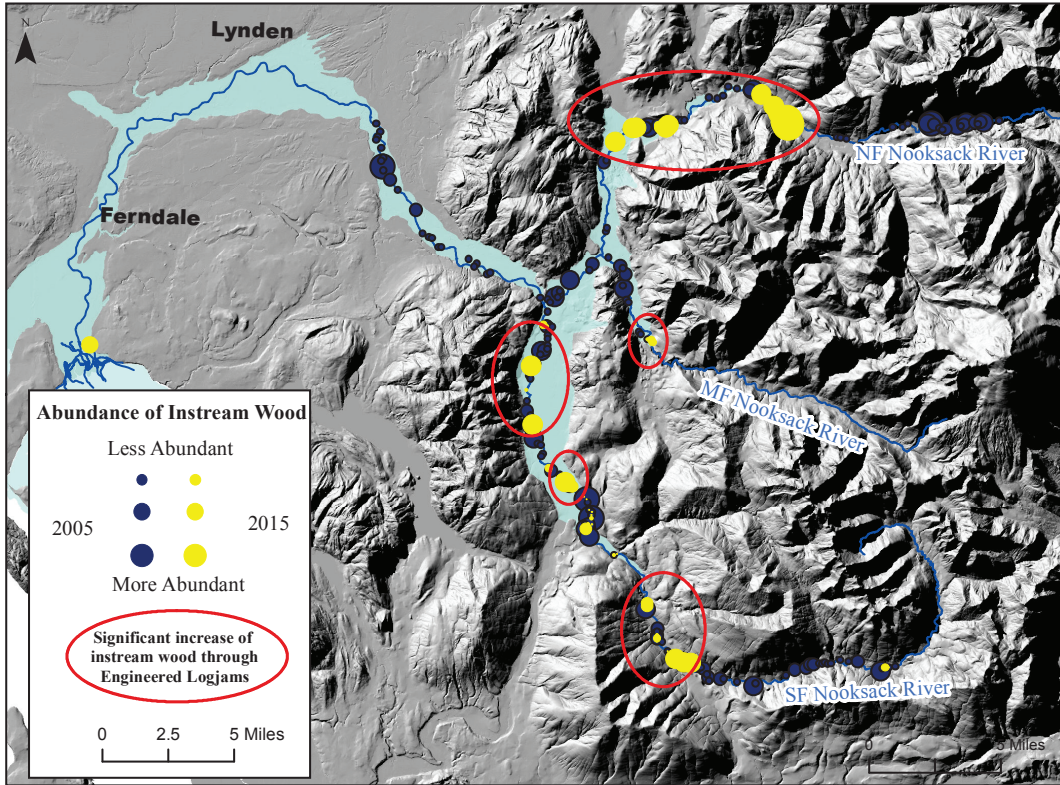 N
Lynden
NF Nooksack River
Ferndale
MF Nooksack River
SF Nooksack River
Abundance of Instream Wood
Less Abundant
2005
2015
More Abundant
Significant increase of
instream wood through
Engineered Logjams
0 2.5 5 Miles
0 5 Miles